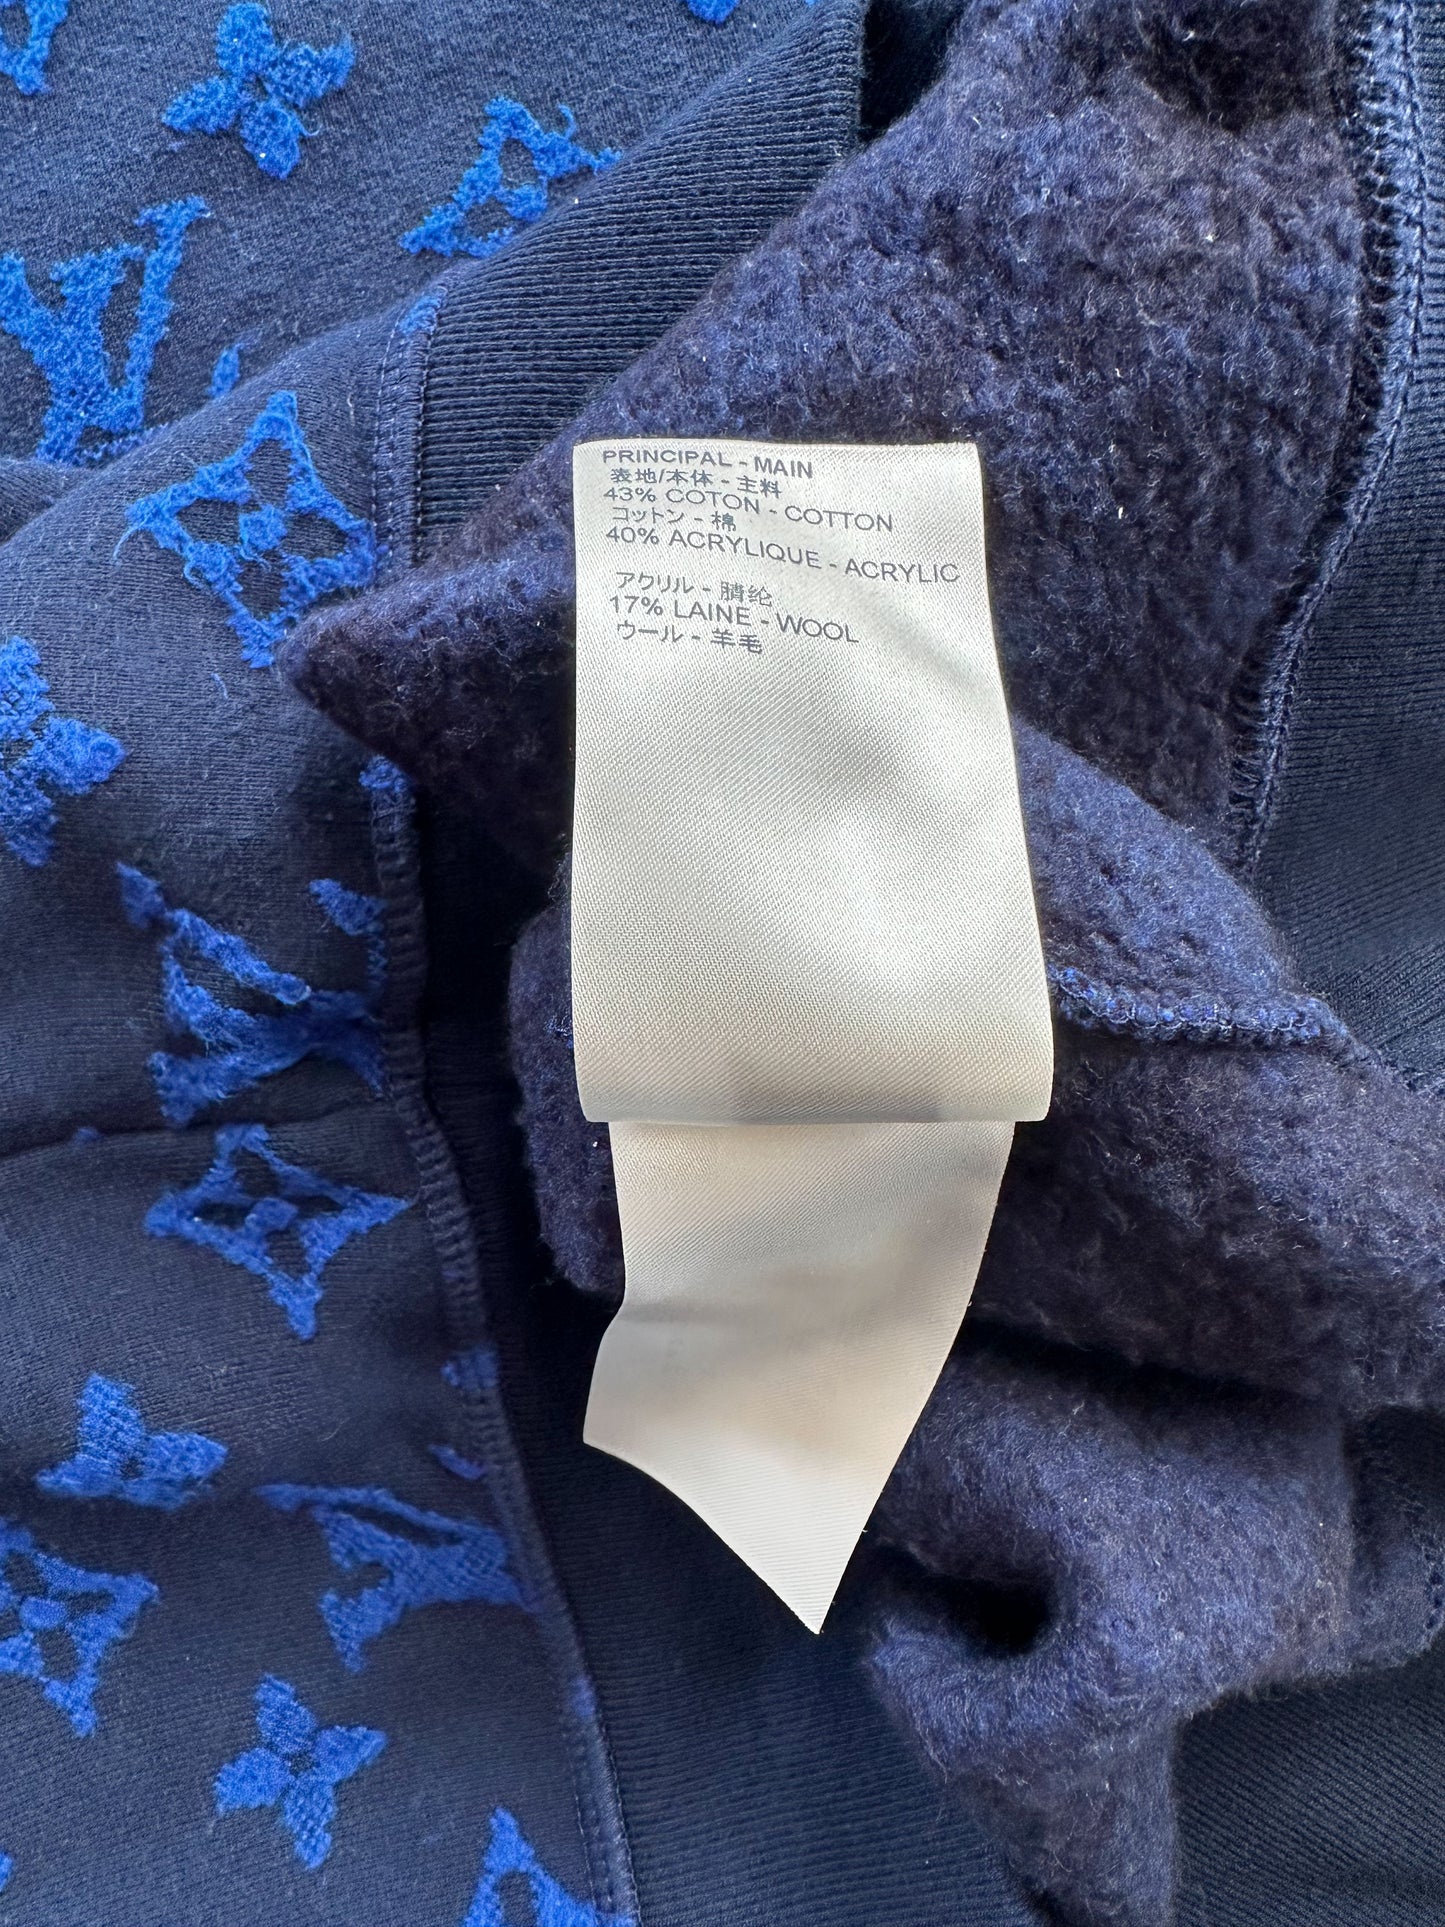 PRINCIPAL - MAIN
表地/本体 - 主料
43% COTON - COTTON
コットン - 棉
40% ACRYLIQUE - ACRYLIC
アクリル - 腈纶
17% LAINE - WOOL
ウール - 羊毛